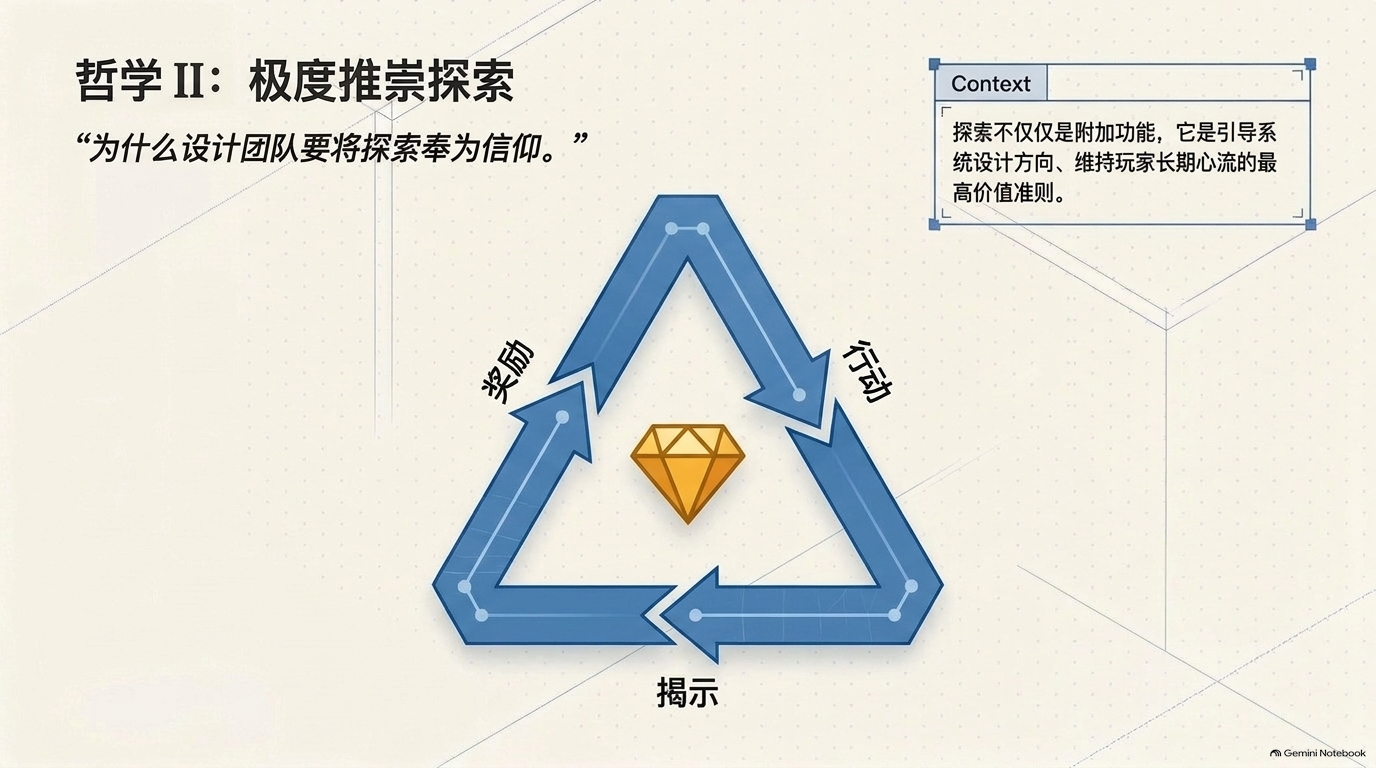 哲学 II：极度推崇探索
“为什么设计团队要将探索奉为信仰。”
Context
探索不仅仅是附加功能，它是引导系
统设计方向、维持玩家长期心流的最
高价值准则。
奖励
行动
揭示
Gemini Notebook